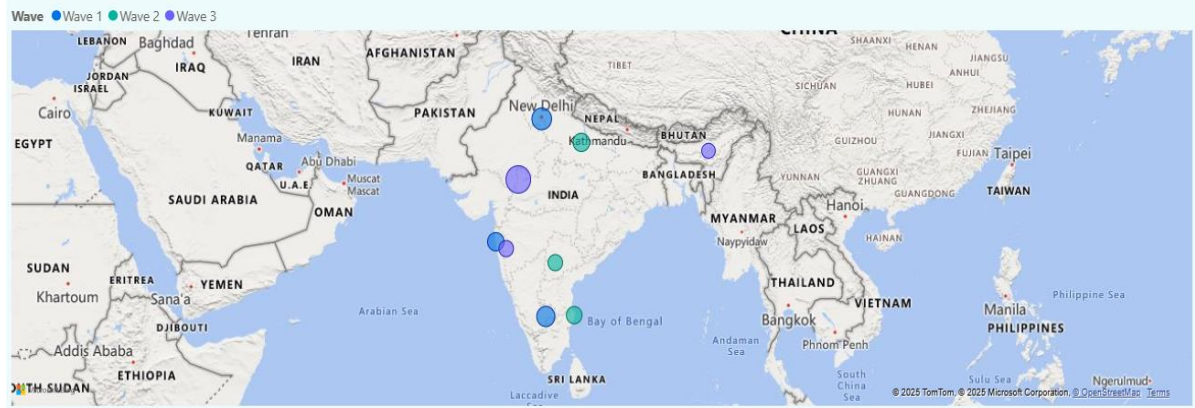 Wave Wave 1 Wave 2 Wave 3
CHINA
LEBANON
Baghdad
Tehran
SHAANXI
HENAN
JIANGSU
AFGHANISTAN
IRAN
IRAQ
TIBET
ANHUI
JORDAN
ISRAEL
SICHUAN
HUBEI
Cairo
KUWAIT
PAKISTAN
New Delhi
NEPAL
HUNAN
ZHEJIANG
Manama
Kathmandu
BHUTAN
GUIZHOU
JIANGXI
EGYPT
QATAR
Abu Dhabi
FUJIAN
Taipei
U.A.E.
Muscat
Mascat
BANGLADESH
YUNNAN
GUANGXI
ZHUANG
GUANGDONG
TAIWAN
SAUDI ARABIA
INDIA
OMAN
MYANMAR
Hanoi
LAOS
Naypyidaw
HAINAN
SUDAN
ERITREA
YEMEN
THAILAND
Khartoum
Sana'a
VIETNAM
Philippine Sea
Arabian Sea
Manila
DJIBOUTI
Bay of Bengal
Bangkok
PHILIPPINES
Addis Ababa
Andaman
Sea
Phnom Penh
ETHIOPIA
SRI LANKA
South
China
Sea
Sulu Sea
Ngerulmud
SUDAN
Laccadive
© 2025 TomTom, © 2025 Microsoft Corporation, © OpenStreetMap Terms